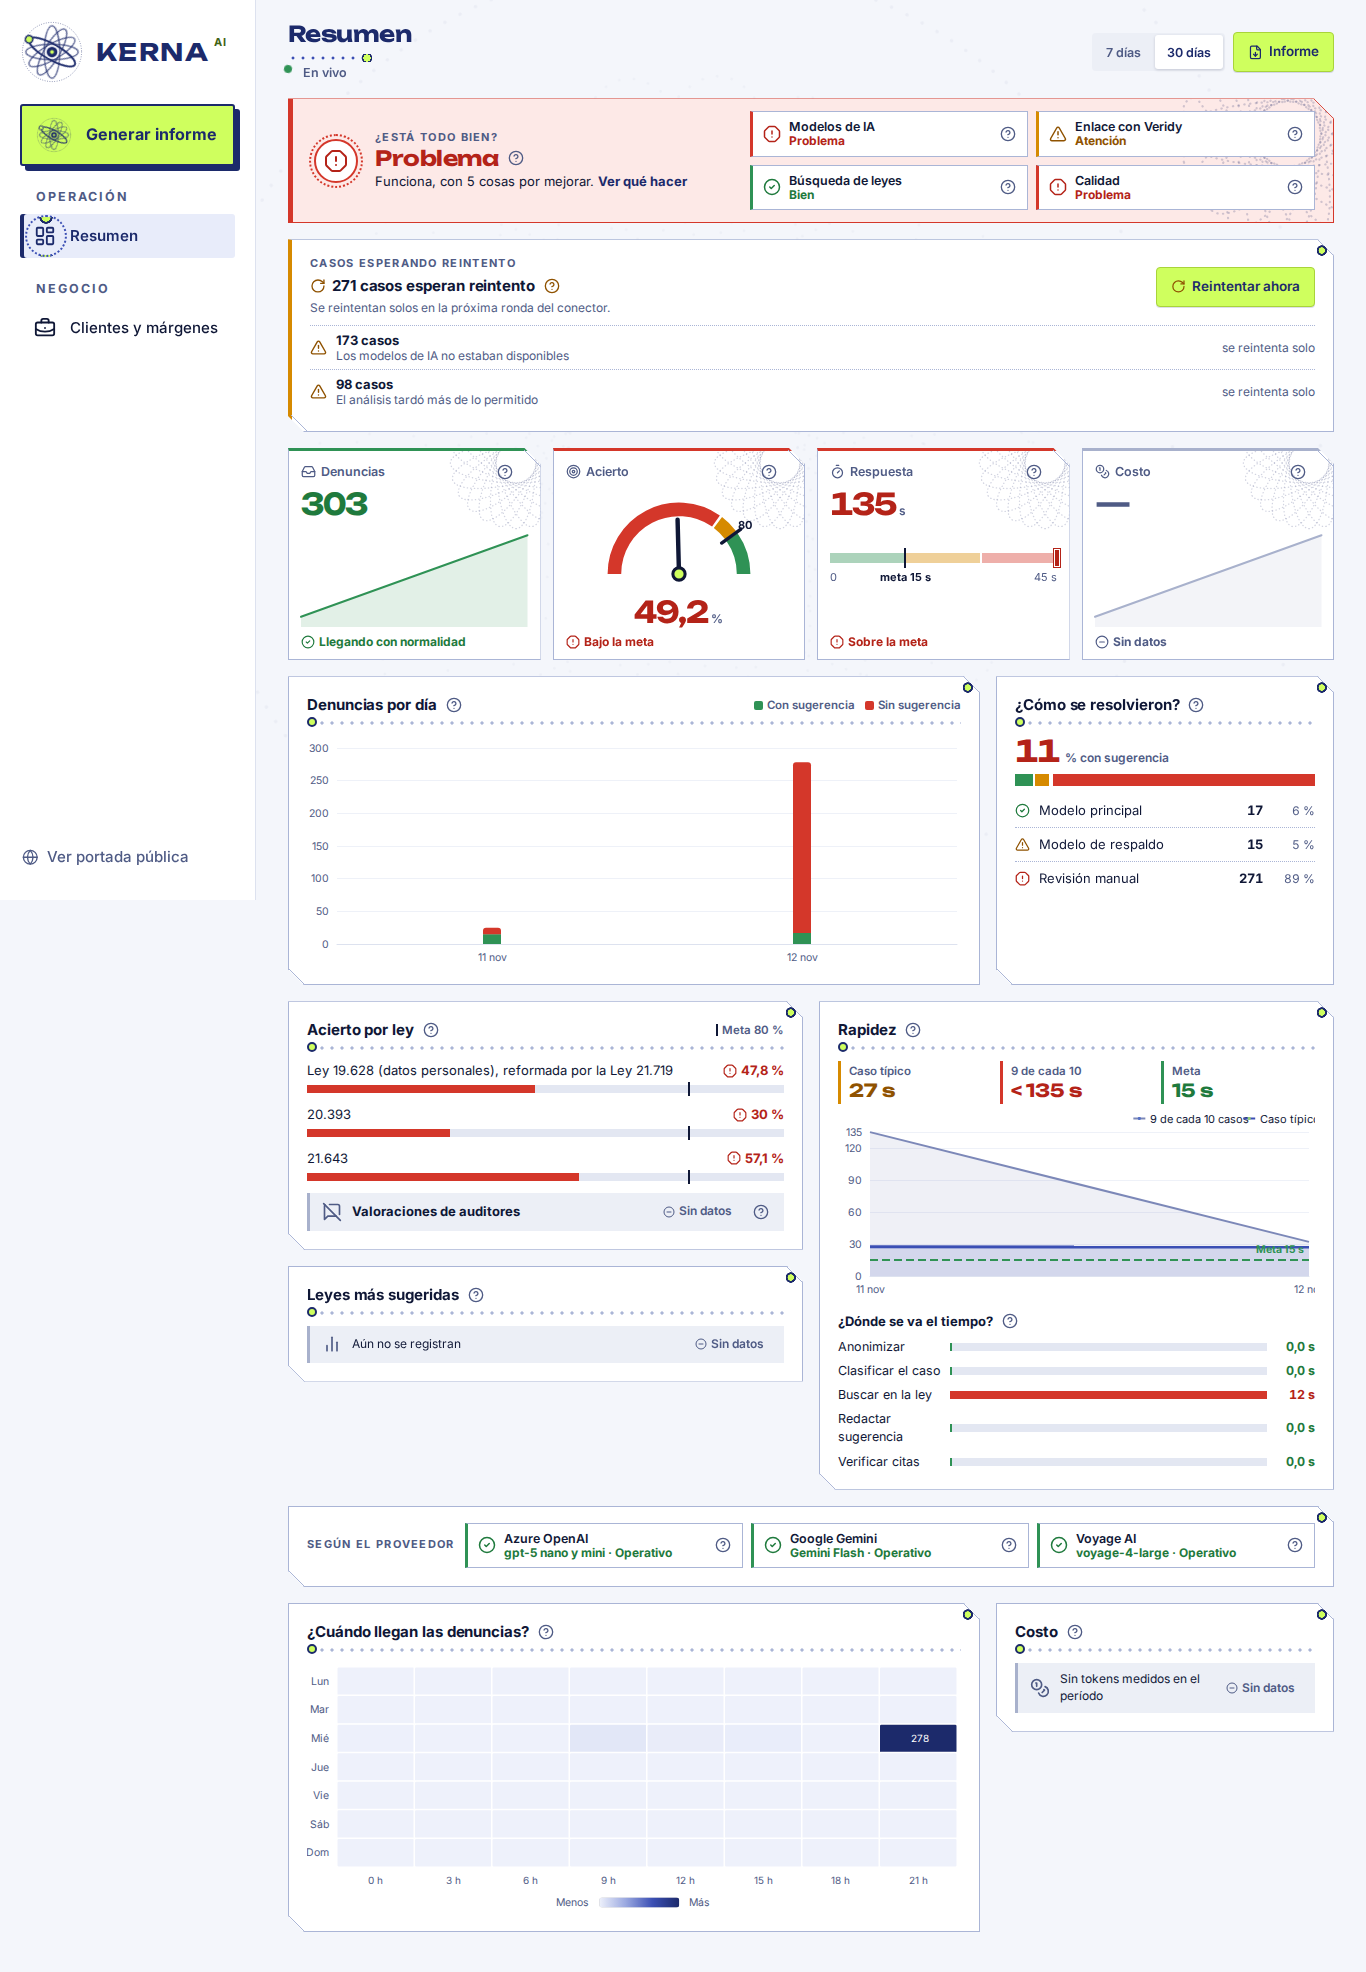 KERNA AI
Generar informe
OPERACIÓN
Resumen
NEGOCIO
Clientes y márgenes
Ver portada pública
Resumen
En vivo
7 días
30 días
Informe
¿ESTÁ TODO BIEN?
Problema
Funciona, con 5 cosas por mejorar. Ver qué hacer
Modelos de IA
Problema
Enlace con Veridy
Atención
Búsqueda de leyes
Bien
Calidad
Problema
CASOS ESPERANDO REINTENTO
271 casos esperan reintento
Se reintentan solos en la próxima ronda del conector.
Reintentar ahora
173 casos
Los modelos de IA no estaban disponibles
se reintenta solo
98 casos
El análisis tardó más de lo permitido
se reintenta solo
Denuncias
303
Llegando con normalidad
Acierto
80
49,2 %
Bajo la meta
Respuesta
135 s
0
meta 15 s
45 s
Sobre la meta
Costo
—
Sin datos
Denuncias por día
Con sugerencia
Sin sugerencia
300
250
200
150
100
50
0
11 nov
12 nov
¿Cómo se resolvieron?
11 % con sugerencia
Modelo principal 17 6 %
Modelo de respaldo 15 5 %
Revisión manual 271 89 %
Acierto por ley
Meta 80 %
Ley 19.628 (datos personales), reformada por la Ley 21.719 47,8 %
20.393 30 %
21.643 57,1 %
Valoraciones de auditores
Sin datos
Leyes más sugeridas
Aún no se registran
Sin datos
Rapidez
Caso típico
27 s
9 de cada 10
<135 s
Meta
15 s
9 de cada 10 casos
Caso típico
135
120
90
60
30
0
Meta 15 s
11 nov
12 n
¿Dónde se va el tiempo?
Anonimizar 0,0 s
Clasificar el caso 0,0 s
Buscar en la ley 12 s
Redactar
sugerencia 0,0 s
Verificar citas 0,0 s
SEGÚN EL PROVEEDOR
Azure OpenAI
gpt-5 nano y mini · Operativo
Google Gemini
Gemini Flash · Operativo
Voyage AI
voyage-4-large · Operativo
¿Cuándo llegan las denuncias?
Lun
Mar
Mié
278
Jue
Vie
Sáb
Dom
0 h
3 h
6 h
9 h
12 h
15 h
18 h
21 h
Menos
Más
Costo
Sin tokens medidos en el
período
Sin datos